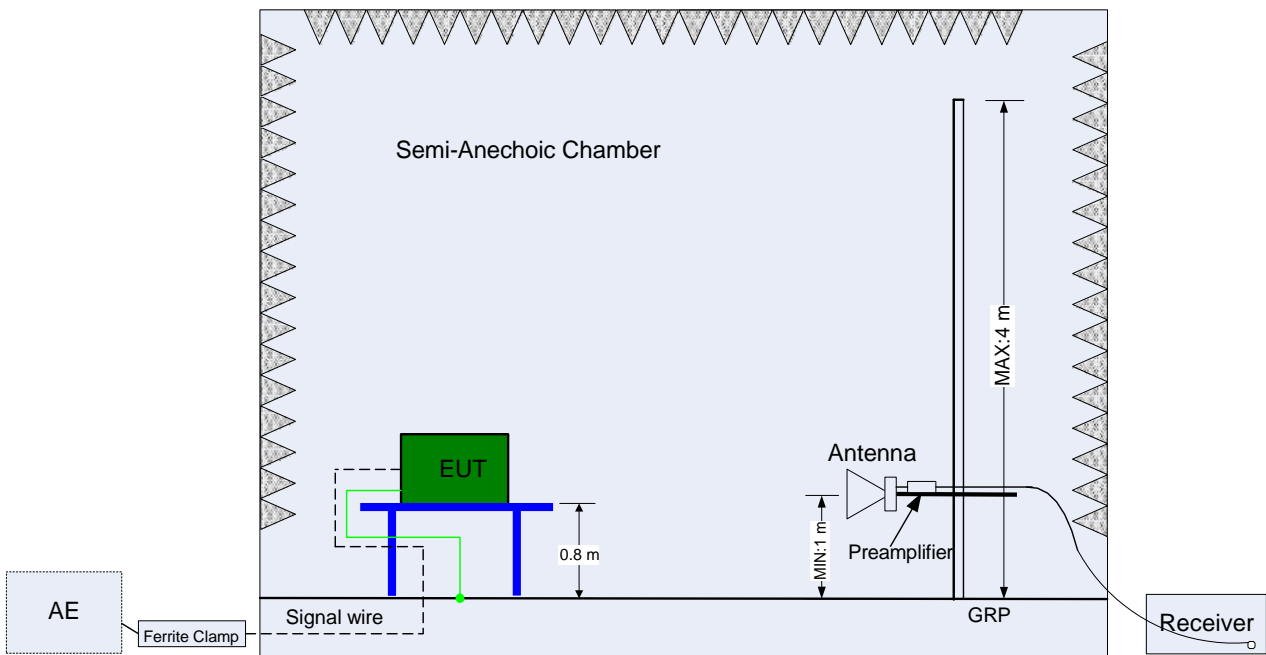 Semi-Anechoic Chamber
MAX:4 m
EUT
Antenna
0.8 m
MIN:1 m
Preamplifier
AE
Ferrite Clamp
Signal wire
GRP
Receiver